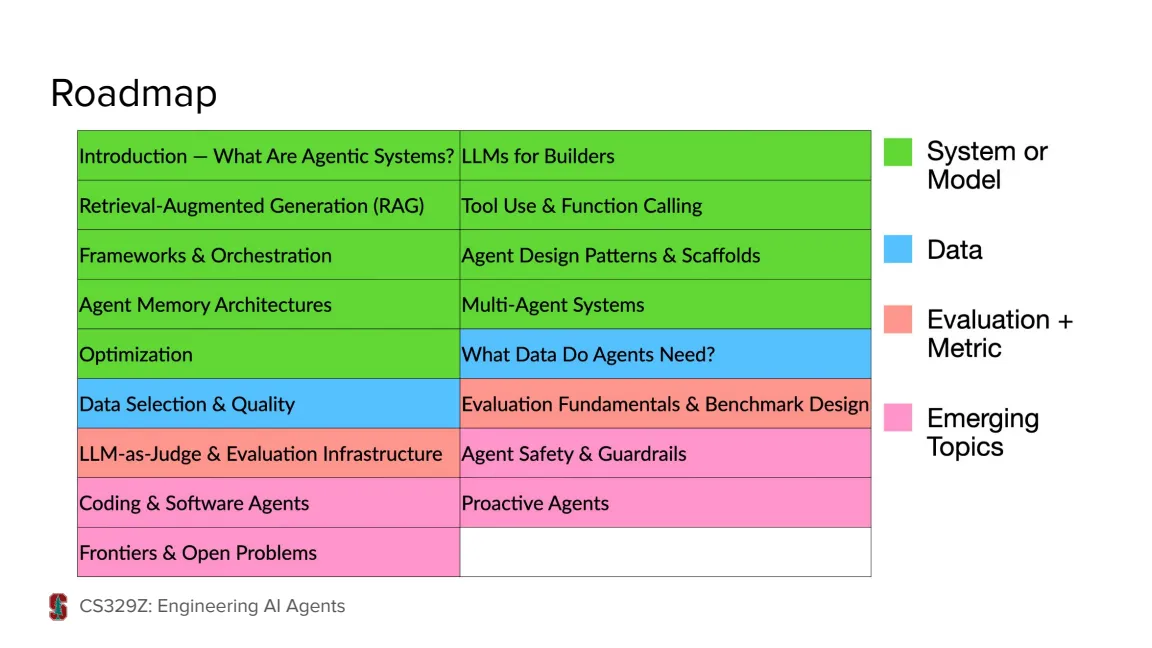 Roadmap
Introduction — What Are Agentic Systems?
LLMs for Builders
Retrieval-Augmented Generation (RAG)
Tool Use & Function Calling
Frameworks & Orchestration
Agent Design Patterns & Scaffolds
Agent Memory Architectures
Multi-Agent Systems
Optimization
What Data Do Agents Need?
Data Selection & Quality
Evaluation Fundamentals & Benchmark Design
LLM-as-Judge & Evaluation Infrastructure
Agent Safety & Guardrails
Coding & Software Agents
Proactive Agents
Frontiers & Open Problems
System or
Model
Data
Evaluation +
Metric
Emerging
Topics
CS329Z: Engineering AI Agents